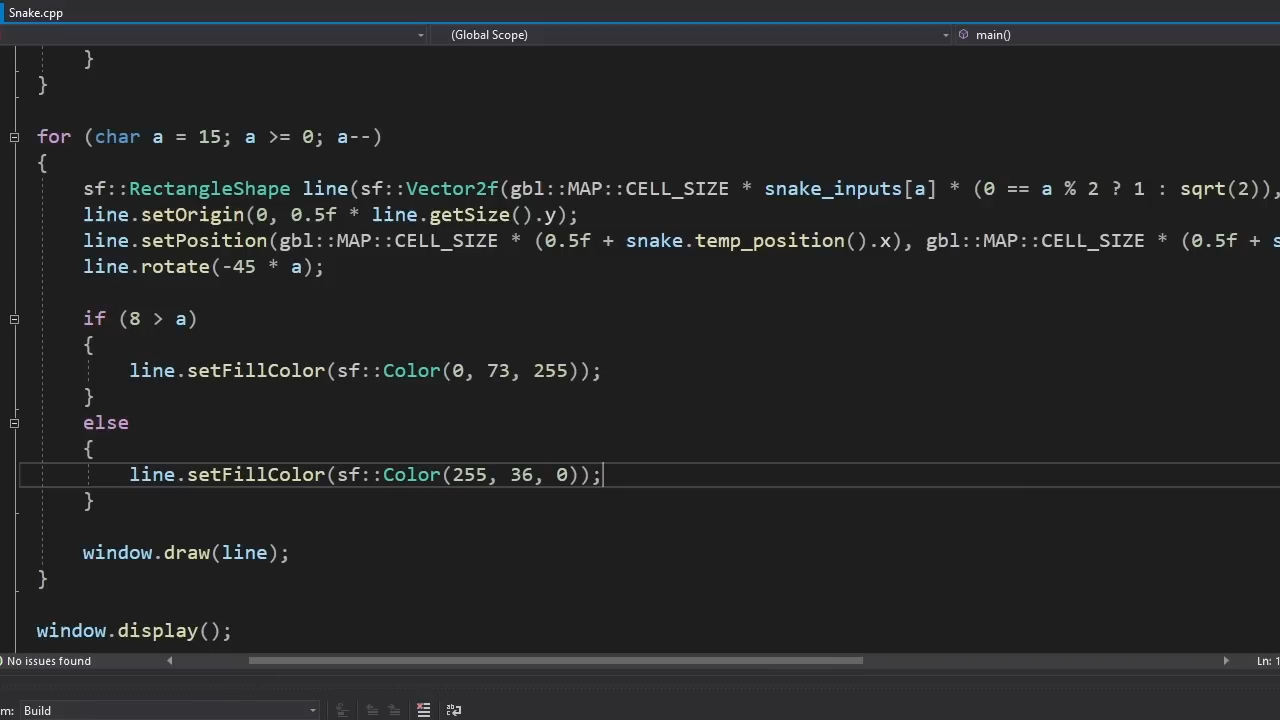 Snake.cpp
(Global Scope) main()
}
}
for (char a = 15; a >= 0; a--)
{
sf::RectangleShape line(sf::Vector2f(gbl::MAP::CELL_SIZE * snake_inputs[a] * (0 == a % 2 ? 1 : sqrt(2)),
line.setOrigin(0, 0.5f * line.getSize().y);
line.setPosition(gbl::MAP::CELL_SIZE * (0.5f + snake.temp_position().x), gbl::MAP::CELL_SIZE * (0.5f + s
line.rotate(-45 * a);
if (8 > a)
{
line.setFillColor(sf::Color(0, 73, 255));
}
else
{
line.setFillColor(sf::Color(255, 36, 0));
}
window.draw(line);
}
window.display();
No issues found Ln: 1
m: Build